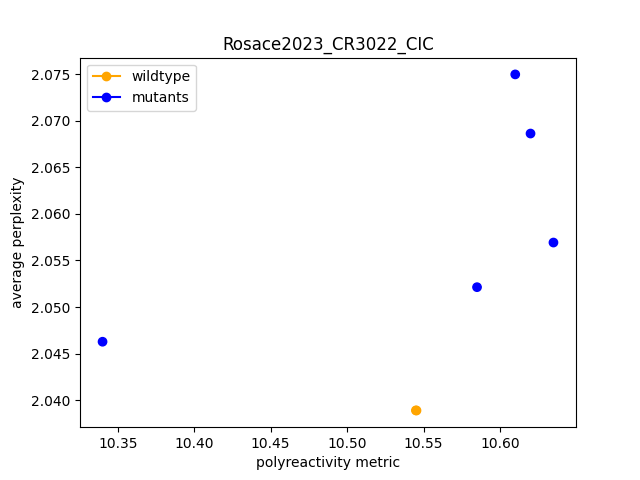 Rosace2023_CR3022_CIC
wildtype
mutants
2.075
2.070
2.065
2.060
2.055
2.050
2.045
2.040
average perplexity
10.35
10.40
10.45
10.50
10.55
10.60
polyreactivity metric